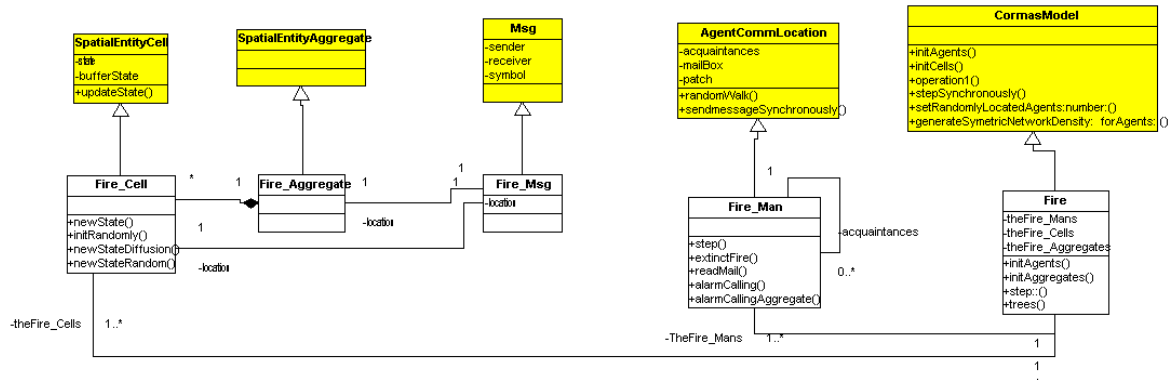 SpatialEntityCell
-state
-bufferState
+updateState()
SpatialEntityAggregate
Msg
-sender
-receiver
-symbol
AgentCommLocation
-acquaintances
-mailBox
-patch
+randomWalk()
+sendmessageSynchronously()
CormasModel
+initAgents()
+initCells()
+operation1()
+stepSynchronously()
+setRandomlyLocatedAgents:number:()
+generateSymetricNetworkDensity: forAgents:()
Fire_Cell
+newState()
+initRandomly()
+newStateDiffusion()
+newStateRandom()
*
1
Fire_Aggregate
1
-location
1
1
Fire_Msg
-location
1
-location
1
Fire_Man
+step()
+extinctFire()
+readMail()
+alarmCalling()
+alarmCallingAggregate()
-acquaintances
0..*
Fire
-theFire_Mans
-theFire_Cells
-theFire_Aggregates
+initAgents()
+initAggregates()
+step::()
+trees()
-theFire_Cells
1..*
-TheFire_Mans
1..*
1
1